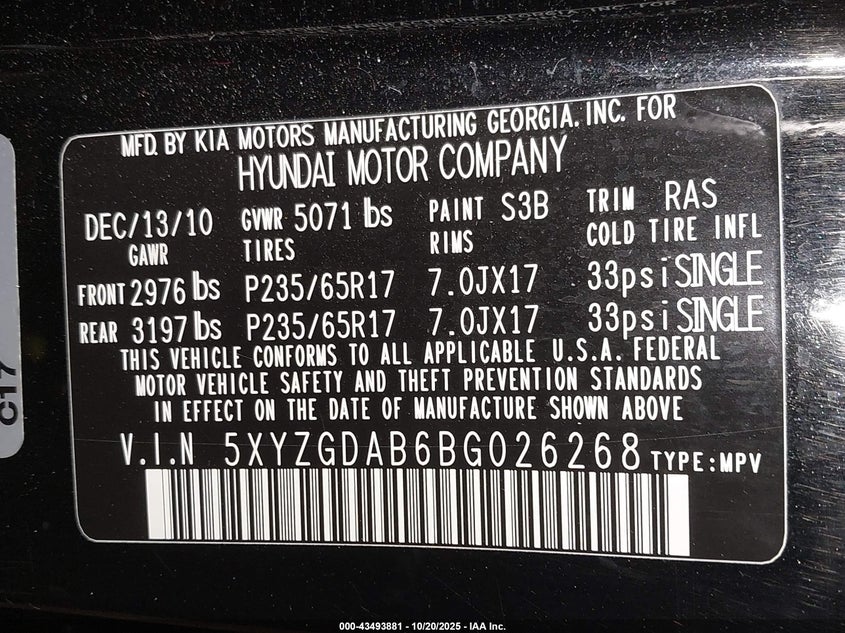 MFD. BY KIA MOTORS MANUFACTURING GEORGIA. INC. FOR
HYUNDAI MOTOR COMPANY
DEC/13/10 GVWR 5071 lbs PAINT S3B TRIM RAS
GAWR TIRES RIMS COLD TIRE INFL
FRONT 2976 lbs P235/65R17 7.0JX17 33psi SINGLE
REAR 3197 lbs P235/65R17 7.0JX17 33psi SINGLE
THIS VEHICLE CONFORMS TO ALL APPLICABLE U.S.A. FEDERAL
MOTOR VEHICLE SAFETY AND THEFT PREVENTION STANDARDS
IN EFFECT ON THE DATE OF MANUFACTURE SHOWN ABOVE
V.I.N 5XYZGDAB6BG026268 TYPE:MPV
C17
000-43493881 - 10/20/2025 - IAA Inc.